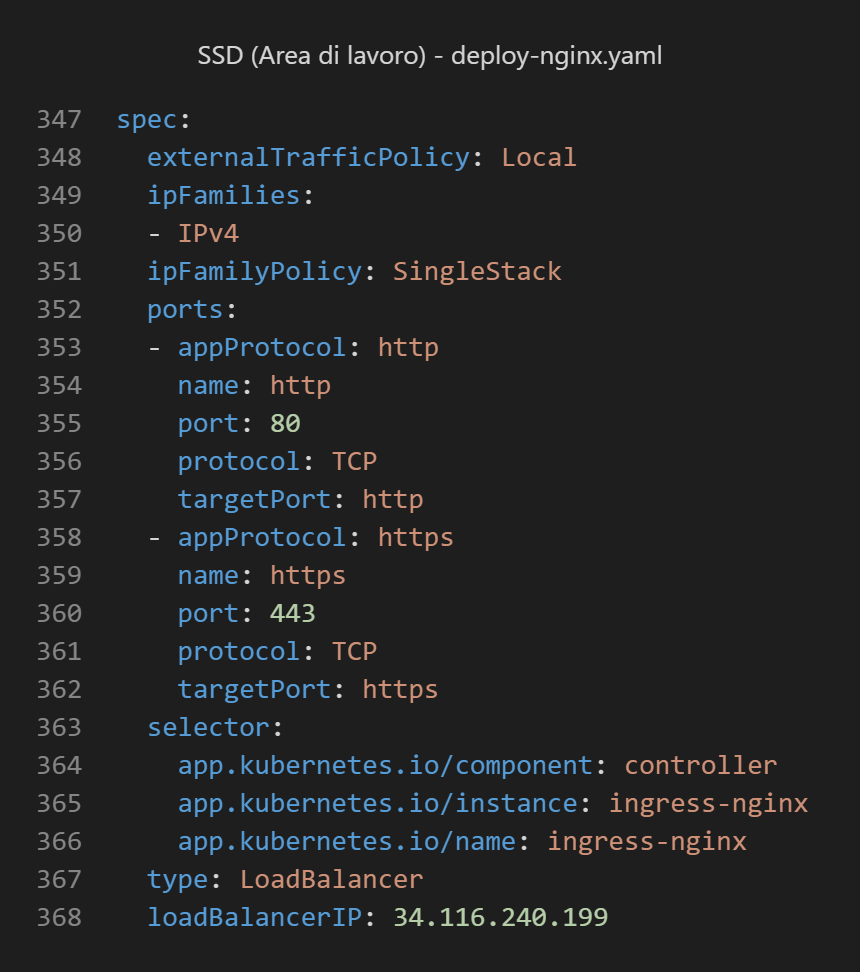 SSD (Area di lavoro) - deploy-nginx.yaml
347 spec:
348   externalTrafficPolicy: Local
349   ipFamilies:
350   - IPv4
351   ipFamilyPolicy: SingleStack
352   ports:
353   - appProtocol: http
354     name: http
355     port: 80
356     protocol: TCP
357     targetPort: http
358   - appProtocol: https
359     name: https
360     port: 443
361     protocol: TCP
362     targetPort: https
363   selector:
364     app.kubernetes.io/component: controller
365     app.kubernetes.io/instance: ingress-nginx
366     app.kubernetes.io/name: ingress-nginx
367   type: LoadBalancer
368   loadBalancerIP: 34.116.240.199